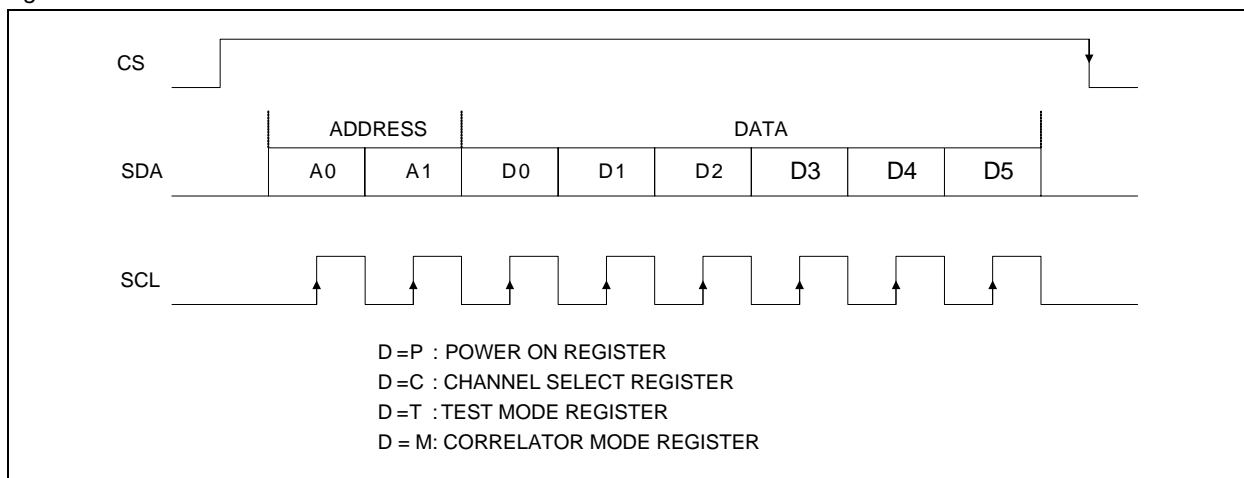 CS
ADDRESS DATA
SDA A0 A1 D0 D1 D2 D3 D4 D5
SCL
D =P : POWER ON REGISTER
D =C : CHANNEL SELECT REGISTER
D =T : TEST MODE REGISTER
D = M: CORRELATOR MODE REGISTER